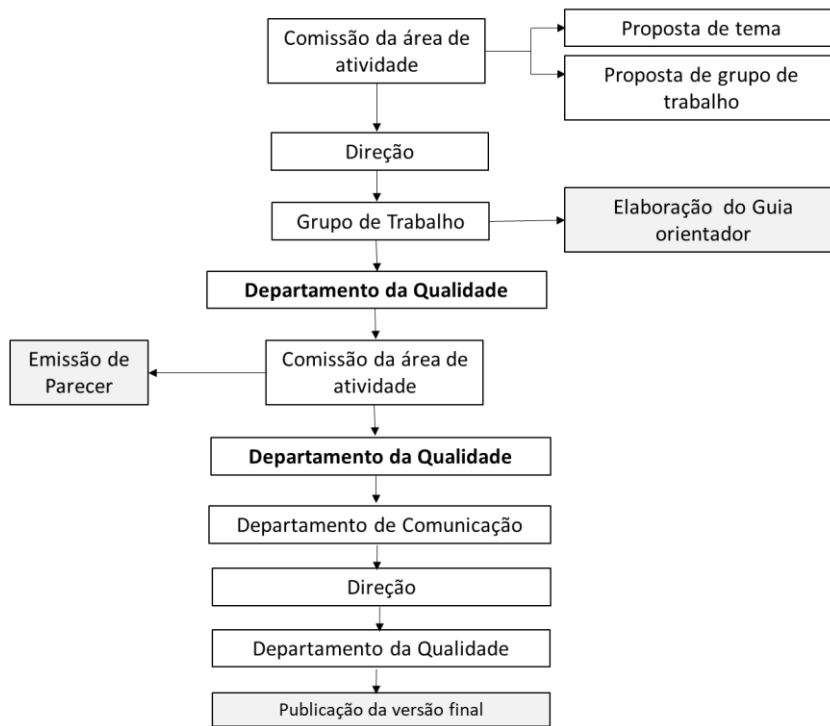 Comissão da área de
atividade
Proposta de tema
Proposta de grupo de
trabalho
Direção
Grupo de Trabalho
Elaboração do Guia
orientador
Departamento da Qualidade
Emissão de
Parecer
Comissão da área de
atividade
Departamento da Qualidade
Departamento de Comunicação
Direção
Departamento da Qualidade
Publicação da versão final